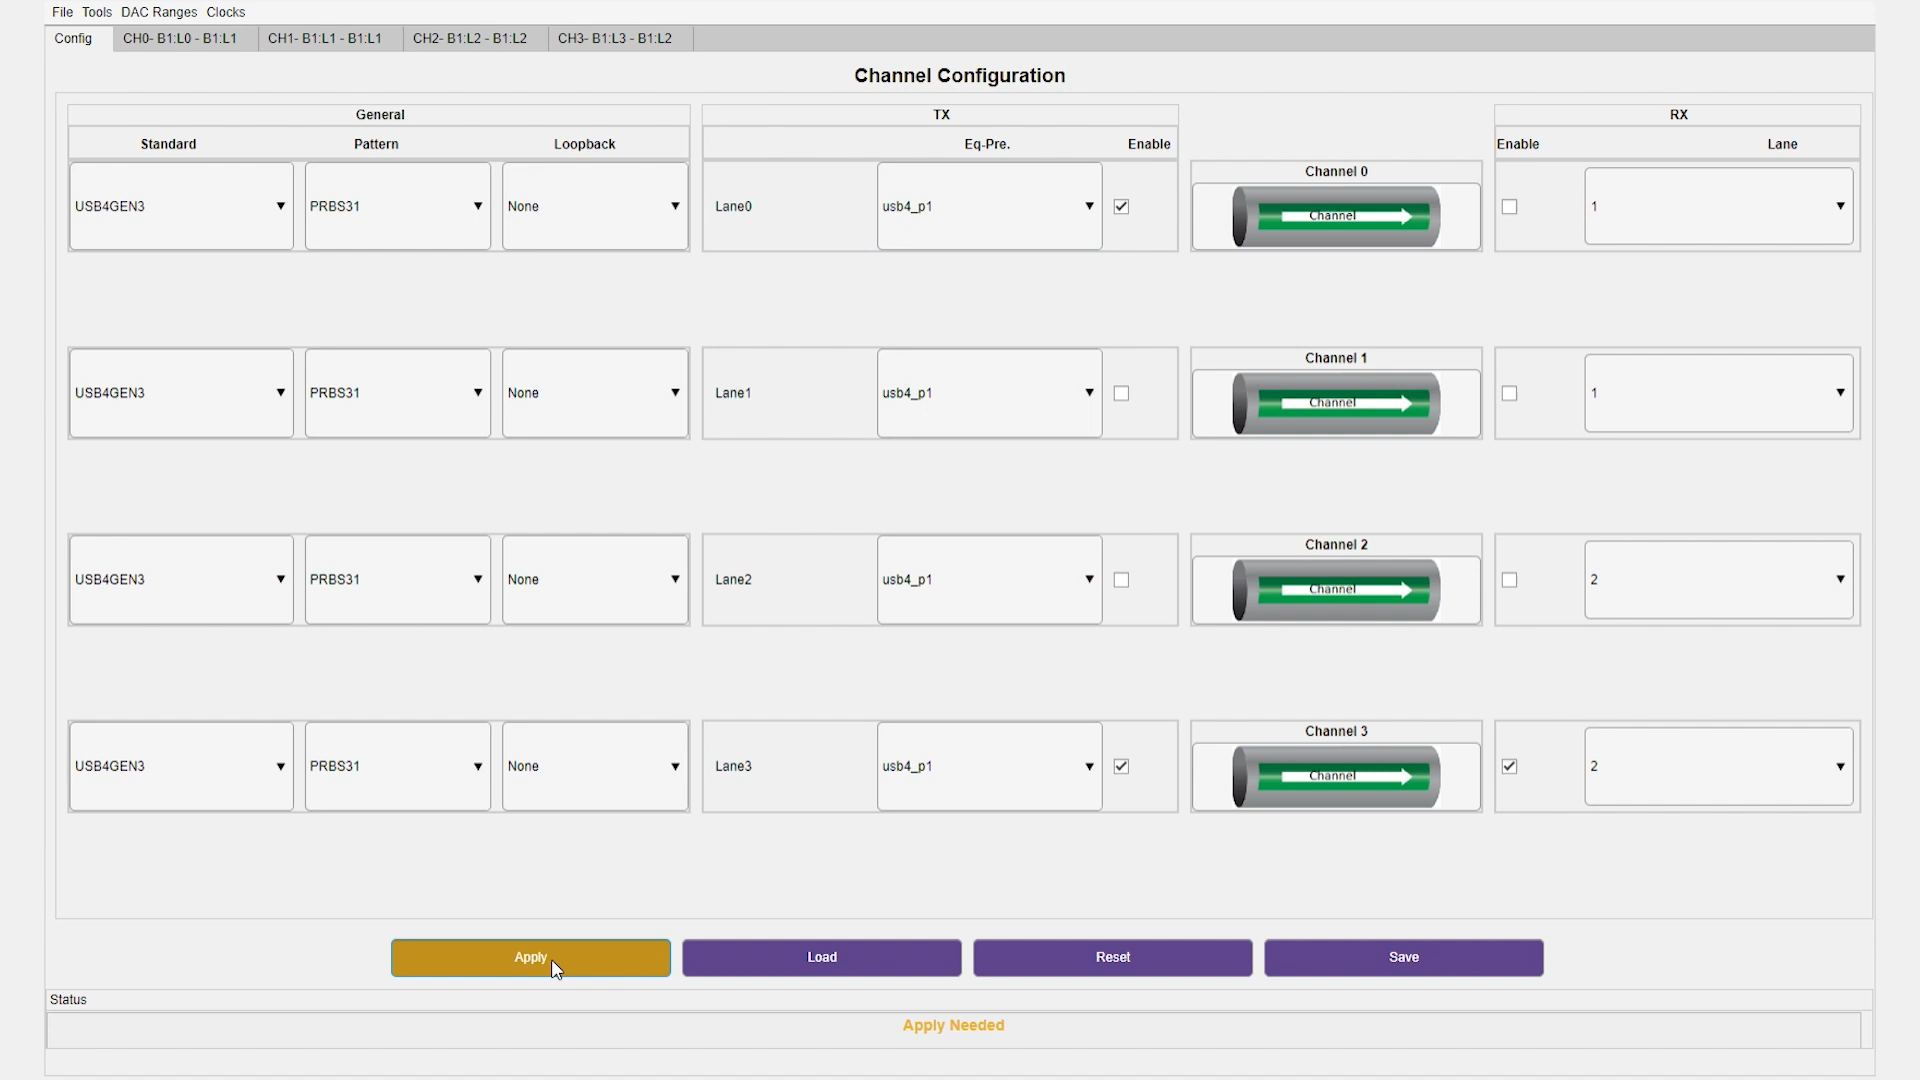 File Tools DAC Ranges Clocks
Config CH0- B1:L0 - B1:L1 CH1- B1:L1 - B1:L1 CH2- B1:L2 - B1:L2 CH3- B1:L3 - B1:L2
Channel Configuration
General TX RX
Standard Pattern Loopback Eq-Pre. Enable Enable Lane
Channel 0
USB4GEN3 PRBS31 None Lane0 usb4_p1 Channel 1
Channel 1
USB4GEN3 PRBS31 None Lane1 usb4_p1 Channel 1
Channel 2
USB4GEN3 PRBS31 None Lane2 usb4_p1 Channel 2
Channel 3
USB4GEN3 PRBS31 None Lane3 usb4_p1 Channel 2
Apply Load Reset Save
Status
Apply Needed